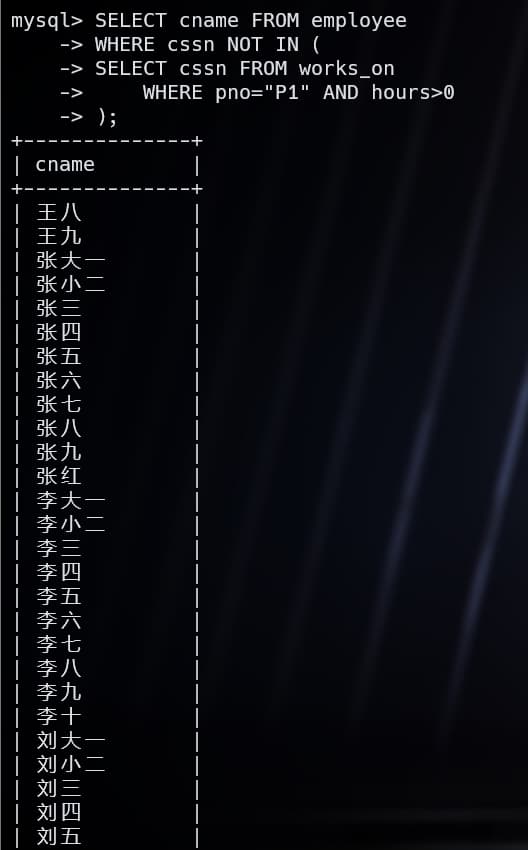 mysql> SELECT cname FROM employee
    -> WHERE cssn NOT IN (
    -> SELECT cssn FROM works_on
    ->     WHERE pno="P1" AND hours>0
    -> );
+--------------+
| cname        |
+--------------+
| 王八         |
| 王九         |
| 张大一       |
| 张小二       |
| 张三         |
| 张四         |
| 张五         |
| 张六         |
| 张七         |
| 张八         |
| 张九         |
| 张红         |
| 李大一       |
| 李小二       |
| 李三         |
| 李四         |
| 李五         |
| 李六         |
| 李七         |
| 李八         |
| 李九         |
| 李十         |
| 刘大一       |
| 刘小二       |
| 刘三         |
| 刘四         |
| 刘五         |